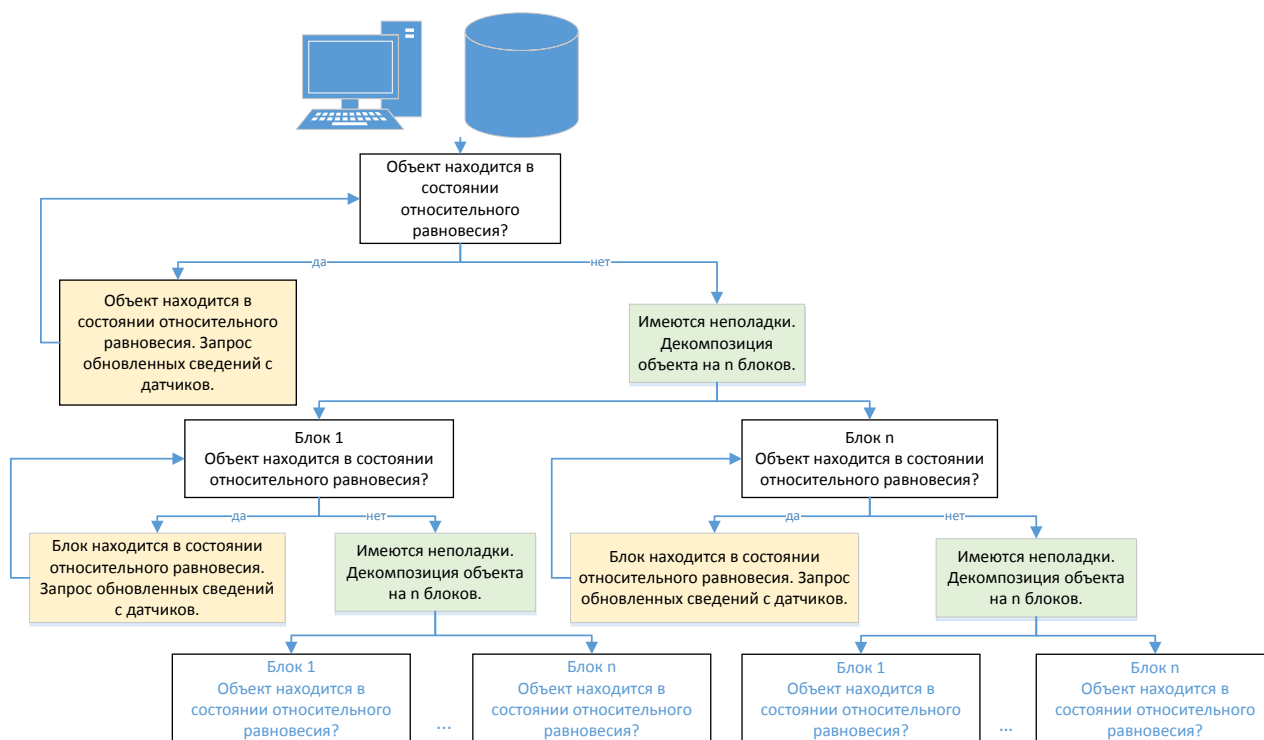 Объект находится в
состоянии
относительного
равновесия?
да
нет
Объект находится в
состоянии относительного
равновесия. Запрос
обновленных сведений с
датчиков.
Имеются неполадки.
Декомпозиция
объекта на n блоков.
Блок 1
Объект находится в состоянии
относительного равновесия?
Блок n
Объект находится в состоянии
относительного равновесия?
да
нет
да
нет
Блок находится в состоянии
относительного равновесия.
Запрос обновленных сведений
с датчиков.
Имеются неполадки.
Декомпозиция объекта
на n блоков.
Блок находится в состоянии
относительного равновесия. Запрос
обновленных сведений с датчиков.
Имеются неполадки.
Декомпозиция объекта
на n блоков.
Блок 1
Объект находится в
состоянии относительного
равновесия?
...
Блок n
Объект находится в
состоянии относительного
равновесия?
Блок 1
Объект находится в
состоянии относительного
равновесия?
...
Блок n
Объект находится в
состоянии относительного
равновесия?